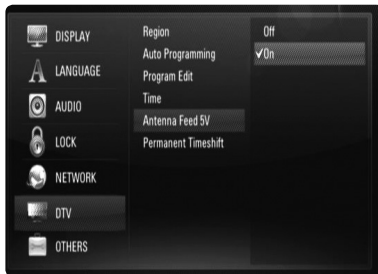 DISPLAY
LANGUAGE
AUDIO
LOCK
NETWORK
DTV
OTHERS
Region
Auto Programming
Program Edit
Time
Antenna Feed 5V
Permanent Timeshift
Off
✔On